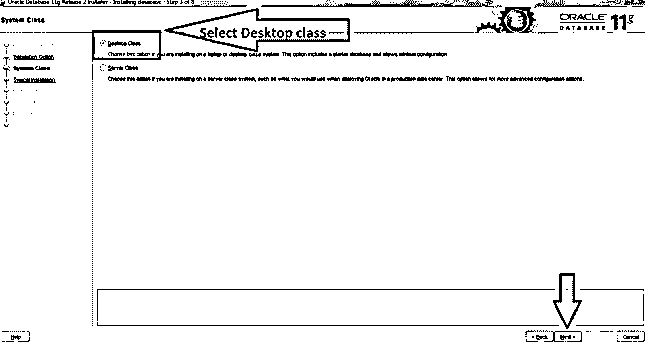 Oracle Database 11g Release 2 Installer - Installing database - Step 3 of 8
System Class
Select Desktop class
ORACLE
DATABASE
11g
Desktop Class
Choose this option if you are installing on a laptop or desktop class system. This option includes a starter database and allows minimal configuration.
Installation Option
System Class
Server Class
Choose this option if you are installing on a server class system, such as what you would use when deploying Oracle in a production data center. This option allows for more advanced configuration options.
Help
< Back
Next >
Cancel